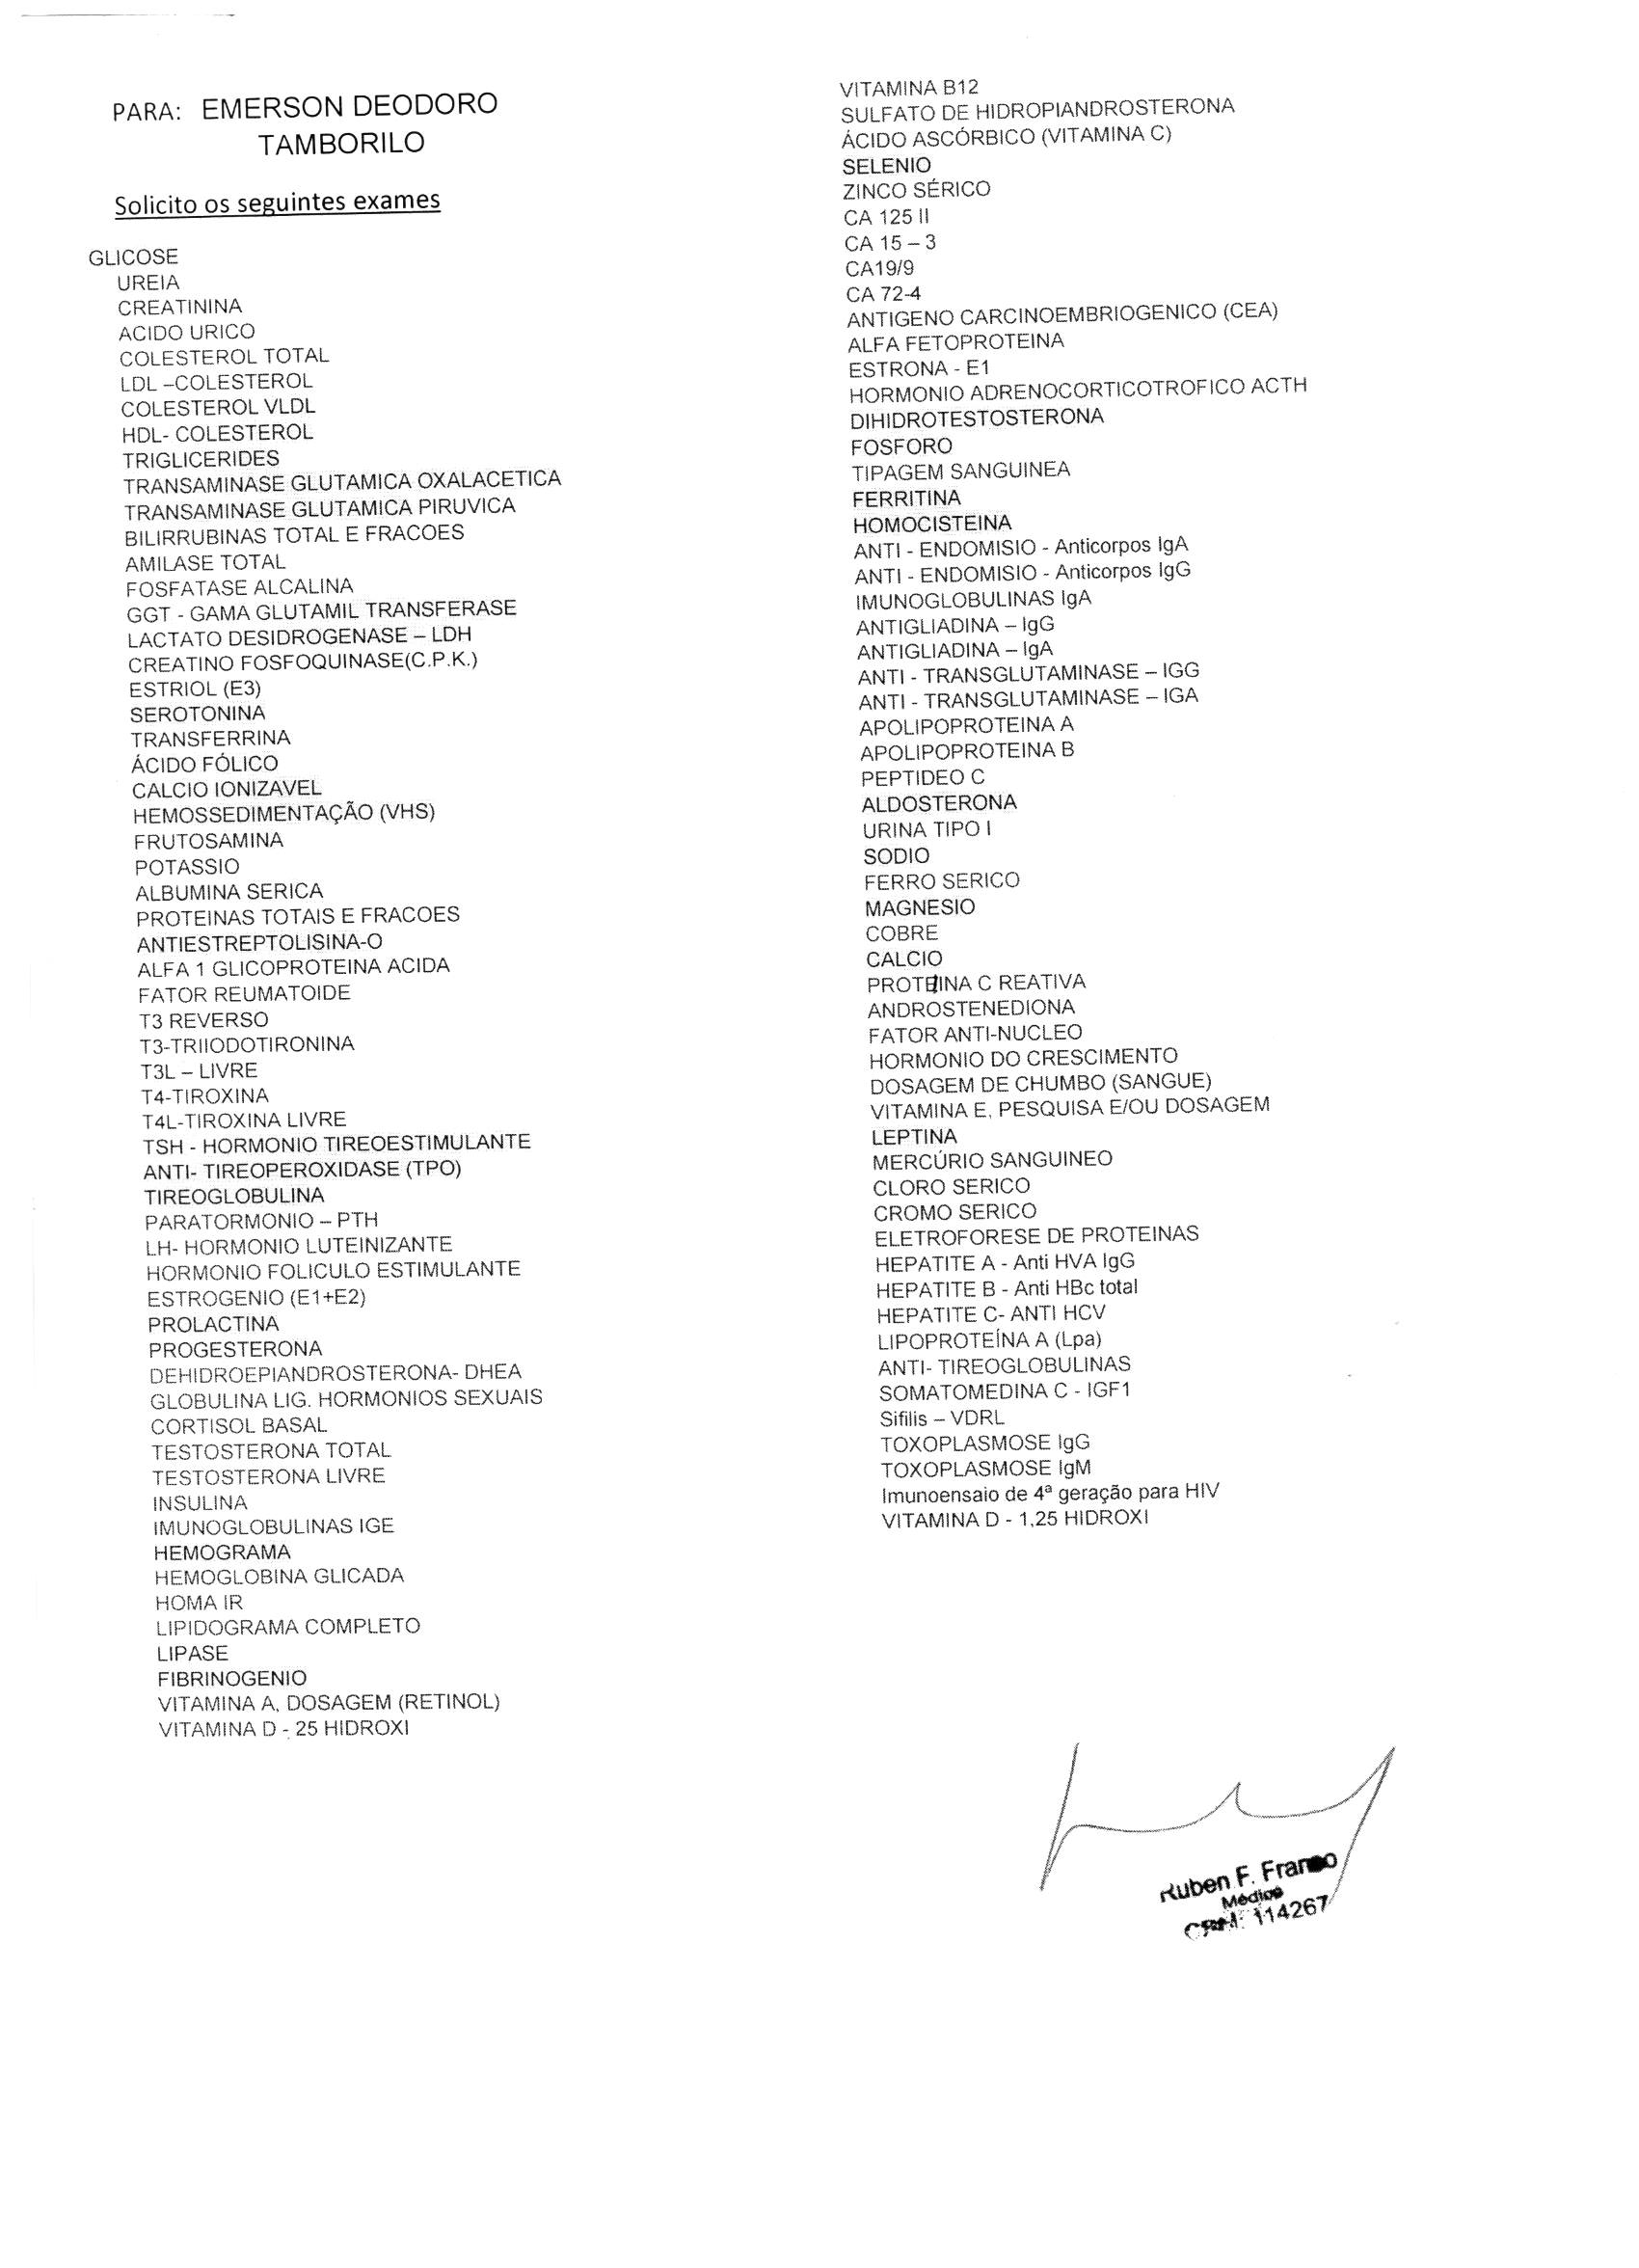 PARA: EMERSON DEODORO
TAMBORILO
Solicito os seguintes exames
GLICOSE
UREIA
CREATININA
ACIDO URICO
COLESTEROL TOTAL
LDL –COLESTEROL
COLESTEROL VLDL
HDL- COLESTEROL
TRIGLICERIDES
TRANSAMINASE GLUTAMICA OXALACETICA
TRANSAMINASE GLUTAMICA PIRUVICA
BILIRRUBINAS TOTAL E FRACOES
AMILASE TOTAL
FOSFATASE ALCALINA
GGT - GAMA GLUTAMIL TRANSFERASE
LACTATO DESIDROGENASE – LDH
CREATINO FOSFOQUINASE(C.P.K.)
ESTRIOL (E3)
SEROTONINA
TRANSFERRINA
ÁCIDO FÓLICO
CALCIO IONIZAVEL
HEMOSSEDIMENTAÇÃO (VHS)
FRUTOSAMINA
POTASSIO
ALBUMINA SERICA
PROTEINAS TOTAIS E FRACOES
ANTIESTREPTOLISINA-O
ALFA 1 GLICOPROTEINA ACIDA
FATOR REUMATOIDE
T3 REVERSO
T3-TRIIODOTIRONINA
T3L – LIVRE
T4-TIROXINA
T4L-TIROXINA LIVRE
TSH - HORMONIO TIREOESTIMULANTE
ANTI- TIREOPEROXIDASE (TPO)
TIREOGLOBULINA
PARATORMONIO – PTH
LH- HORMONIO LUTEINIZANTE
HORMONIO FOLICULO ESTIMULANTE
ESTROGENIO (E1+E2)
PROLACTINA
PROGESTERONA
DEHIDROEPIANDROSTERONA- DHEA
GLOBULINA LIG. HORMONIOS SEXUAIS
CORTISOL BASAL
TESTOSTERONA TOTAL
TESTOSTERONA LIVRE
INSULINA
IMUNOGLOBULINAS IGE
HEMOGRAMA
HEMOGLOBINA GLICADA
HOMA IR
LIPIDOGRAMA COMPLETO
LIPASE
FIBRINOGENIO
VITAMINA A, DOSAGEM (RETINOL)
VITAMINA D - 25 HIDROXI
VITAMINA B12
SULFATO DE HIDROPIANDROSTERONA
ÁCIDO ASCÓRBICO (VITAMINA C)
SELENIO
ZINCO SÉRICO
CA 125 II
CA 15 – 3
CA19/9
CA 72-4
ANTIGENO CARCINOEMBRIOGENICO (CEA)
ALFA FETOPROTEINA
ESTRONA - E1
HORMONIO ADRENOCORTICOTROFICO ACTH
DIHIDROTESTOSTERONA
FOSFORO
TIPAGEM SANGUINEA
FERRITINA
HOMOCISTEINA
ANTI - ENDOMISIO - Anticorpos IgA
ANTI - ENDOMISIO - Anticorpos IgG
IMUNOGLOBULINAS IgA
ANTIGLIADINA – IgG
ANTIGLIADINA – IgA
ANTI - TRANSGLUTAMINASE – IGG
ANTI - TRANSGLUTAMINASE – IGA
APOLIPOPROTEINA A
APOLIPOPROTEINA B
PEPTIDEO C
ALDOSTERONA
URINA TIPO I
SODIO
FERRO SERICO
MAGNESIO
COBRE
CALCIO
PROTEINA C REATIVA
ANDROSTENEDIONA
FATOR ANTI-NUCLEO
HORMONIO DO CRESCIMENTO
DOSAGEM DE CHUMBO (SANGUE)
VITAMINA E, PESQUISA E/OU DOSAGEM
LEPTINA
MERCÚRIO SANGUINEO
CLORO SERICO
CROMO SERICO
ELETROFORESE DE PROTEINAS
HEPATITE A - Anti HVA IgG
HEPATITE B - Anti HBc total
HEPATITE C- ANTI HCV
LIPOPROTEÍNA A (Lpa)
ANTI- TIREOGLOBULINAS
SOMATOMEDINA C - IGF1
Sifilis – VDRL
TOXOPLASMOSE IgG
TOXOPLASMOSE IgM
Imunoensaio de 4ª geração para HIV
VITAMINA D - 1,25 HIDROXI
Ruben F. Franco
Médico
CRM: 114267